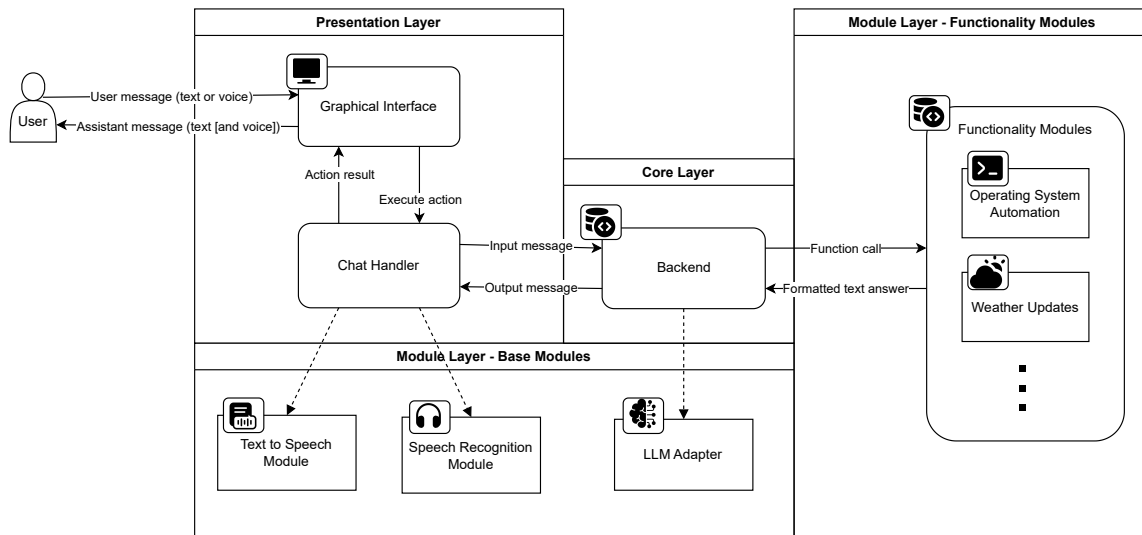 Presentation Layer
Module Layer - Functionality Modules
User message (text or voice)
Graphical Interface
User
Assistant message (text [and voice])
Functionality Modules
Action result
Core Layer
Execute action
Operating System
Automation
Input message
Function call
Chat Handler
Backend
Output message
Formatted text answer
Weather Updates
Module Layer - Base Modules
Text to Speech
Module
Speech Recognition
Module
LLM Adapter